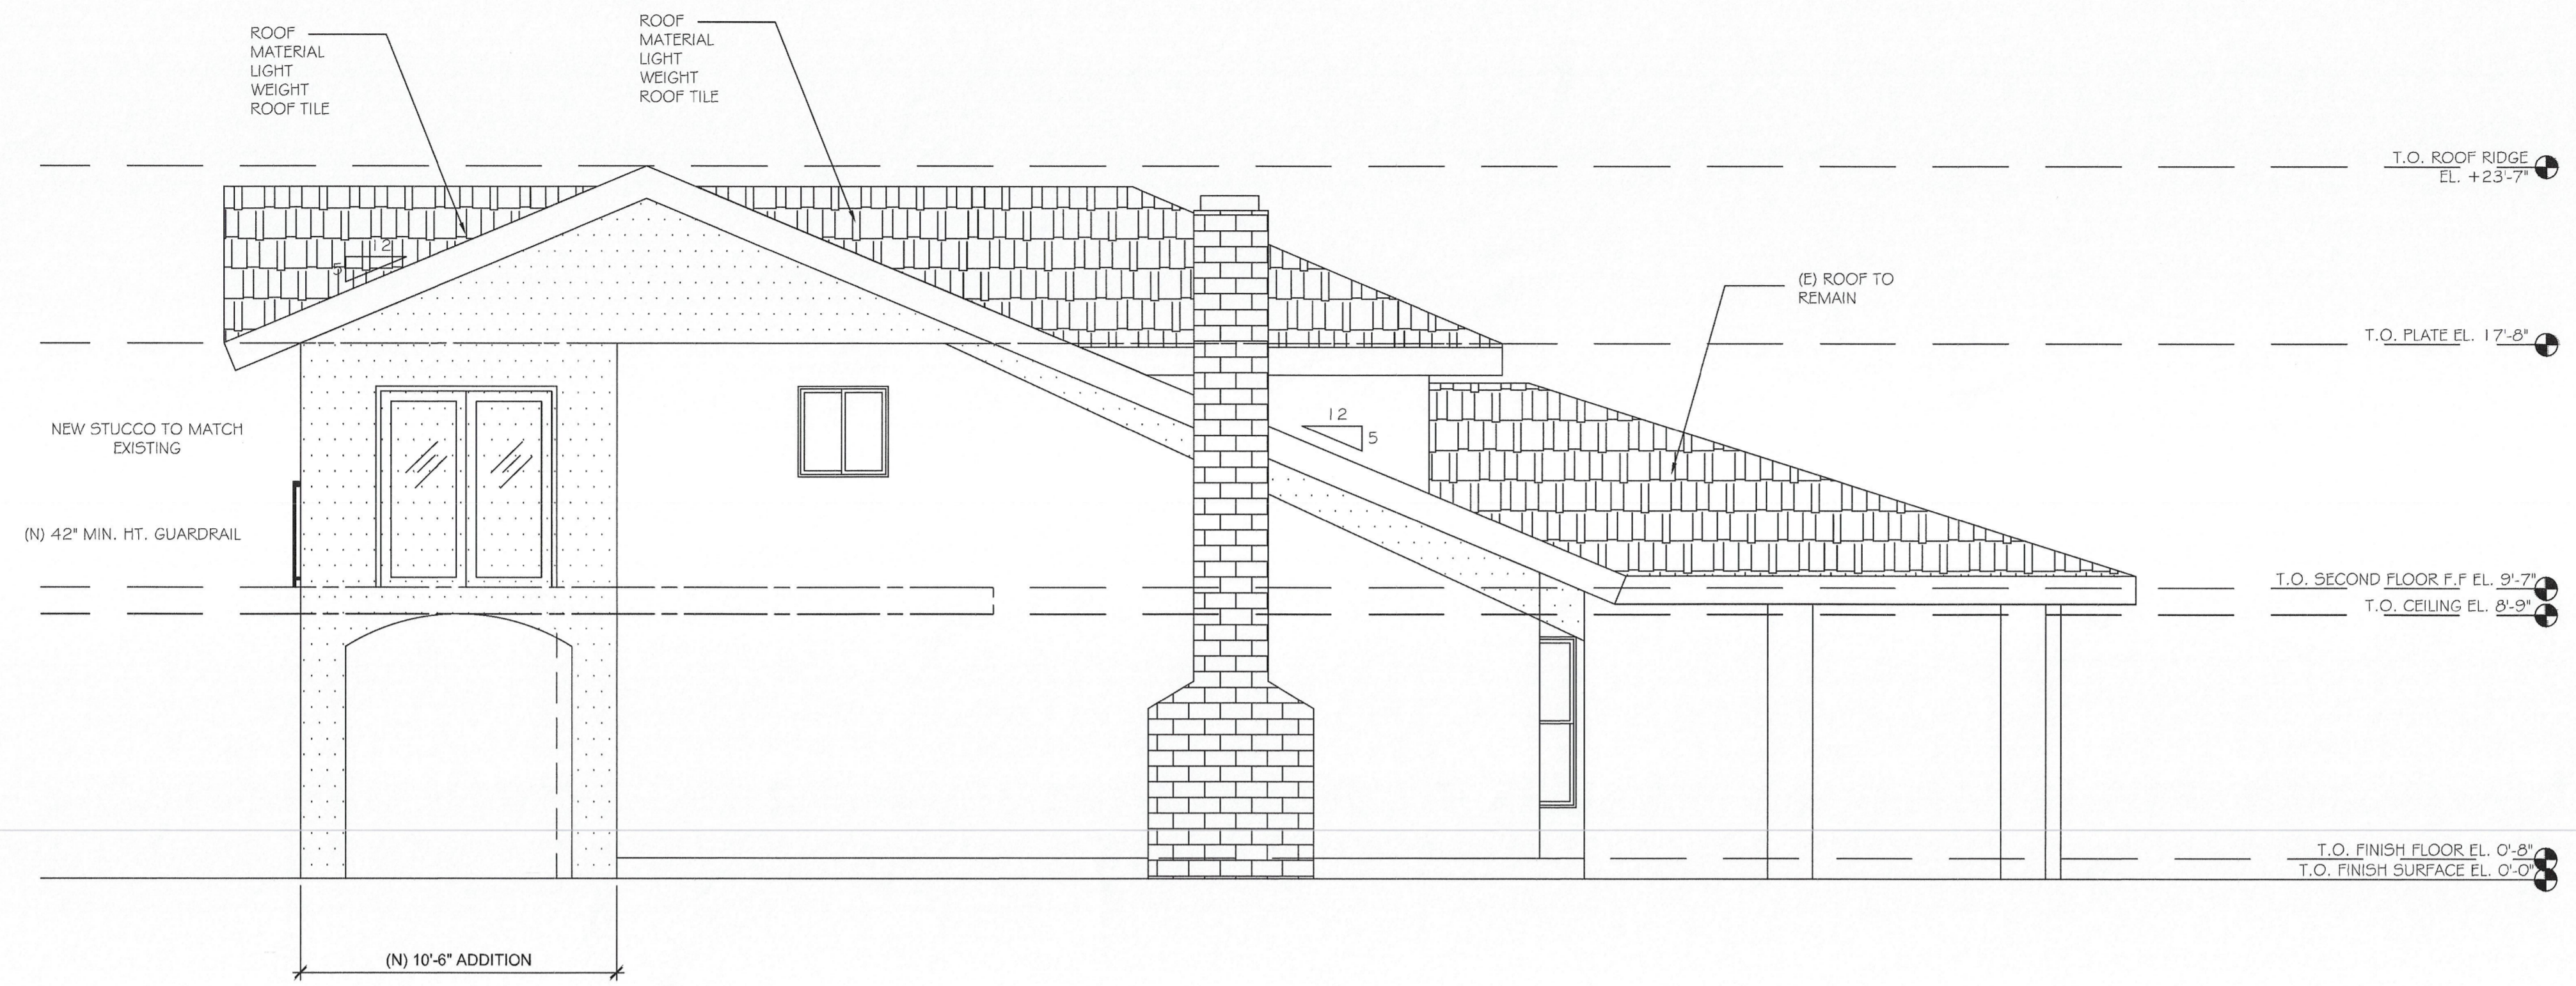 ROOF
MATERIAL
LIGHT
WEIGHT
ROOF TILE
ROOF
MATERIAL
LIGHT
WEIGHT
ROOF TILE
T.O. ROOF RIDGE
EL. +23'-7"
12
5
(E) ROOF TO
REMAIN
T.O. PLATE EL. 17'-8"
NEW STUCCO TO MATCH
EXISTING
12
5
(N) 42" MIN. HT. GUARDRAIL
T.O. SECOND FLOOR F.F EL. 9'-7"
T.O. CEILING EL. 8'-9"
T.O. FINISH FLOOR EL. 0'-8"
T.O. FINISH SURFACE EL. 0'-0"
(N) 10'-6" ADDITION